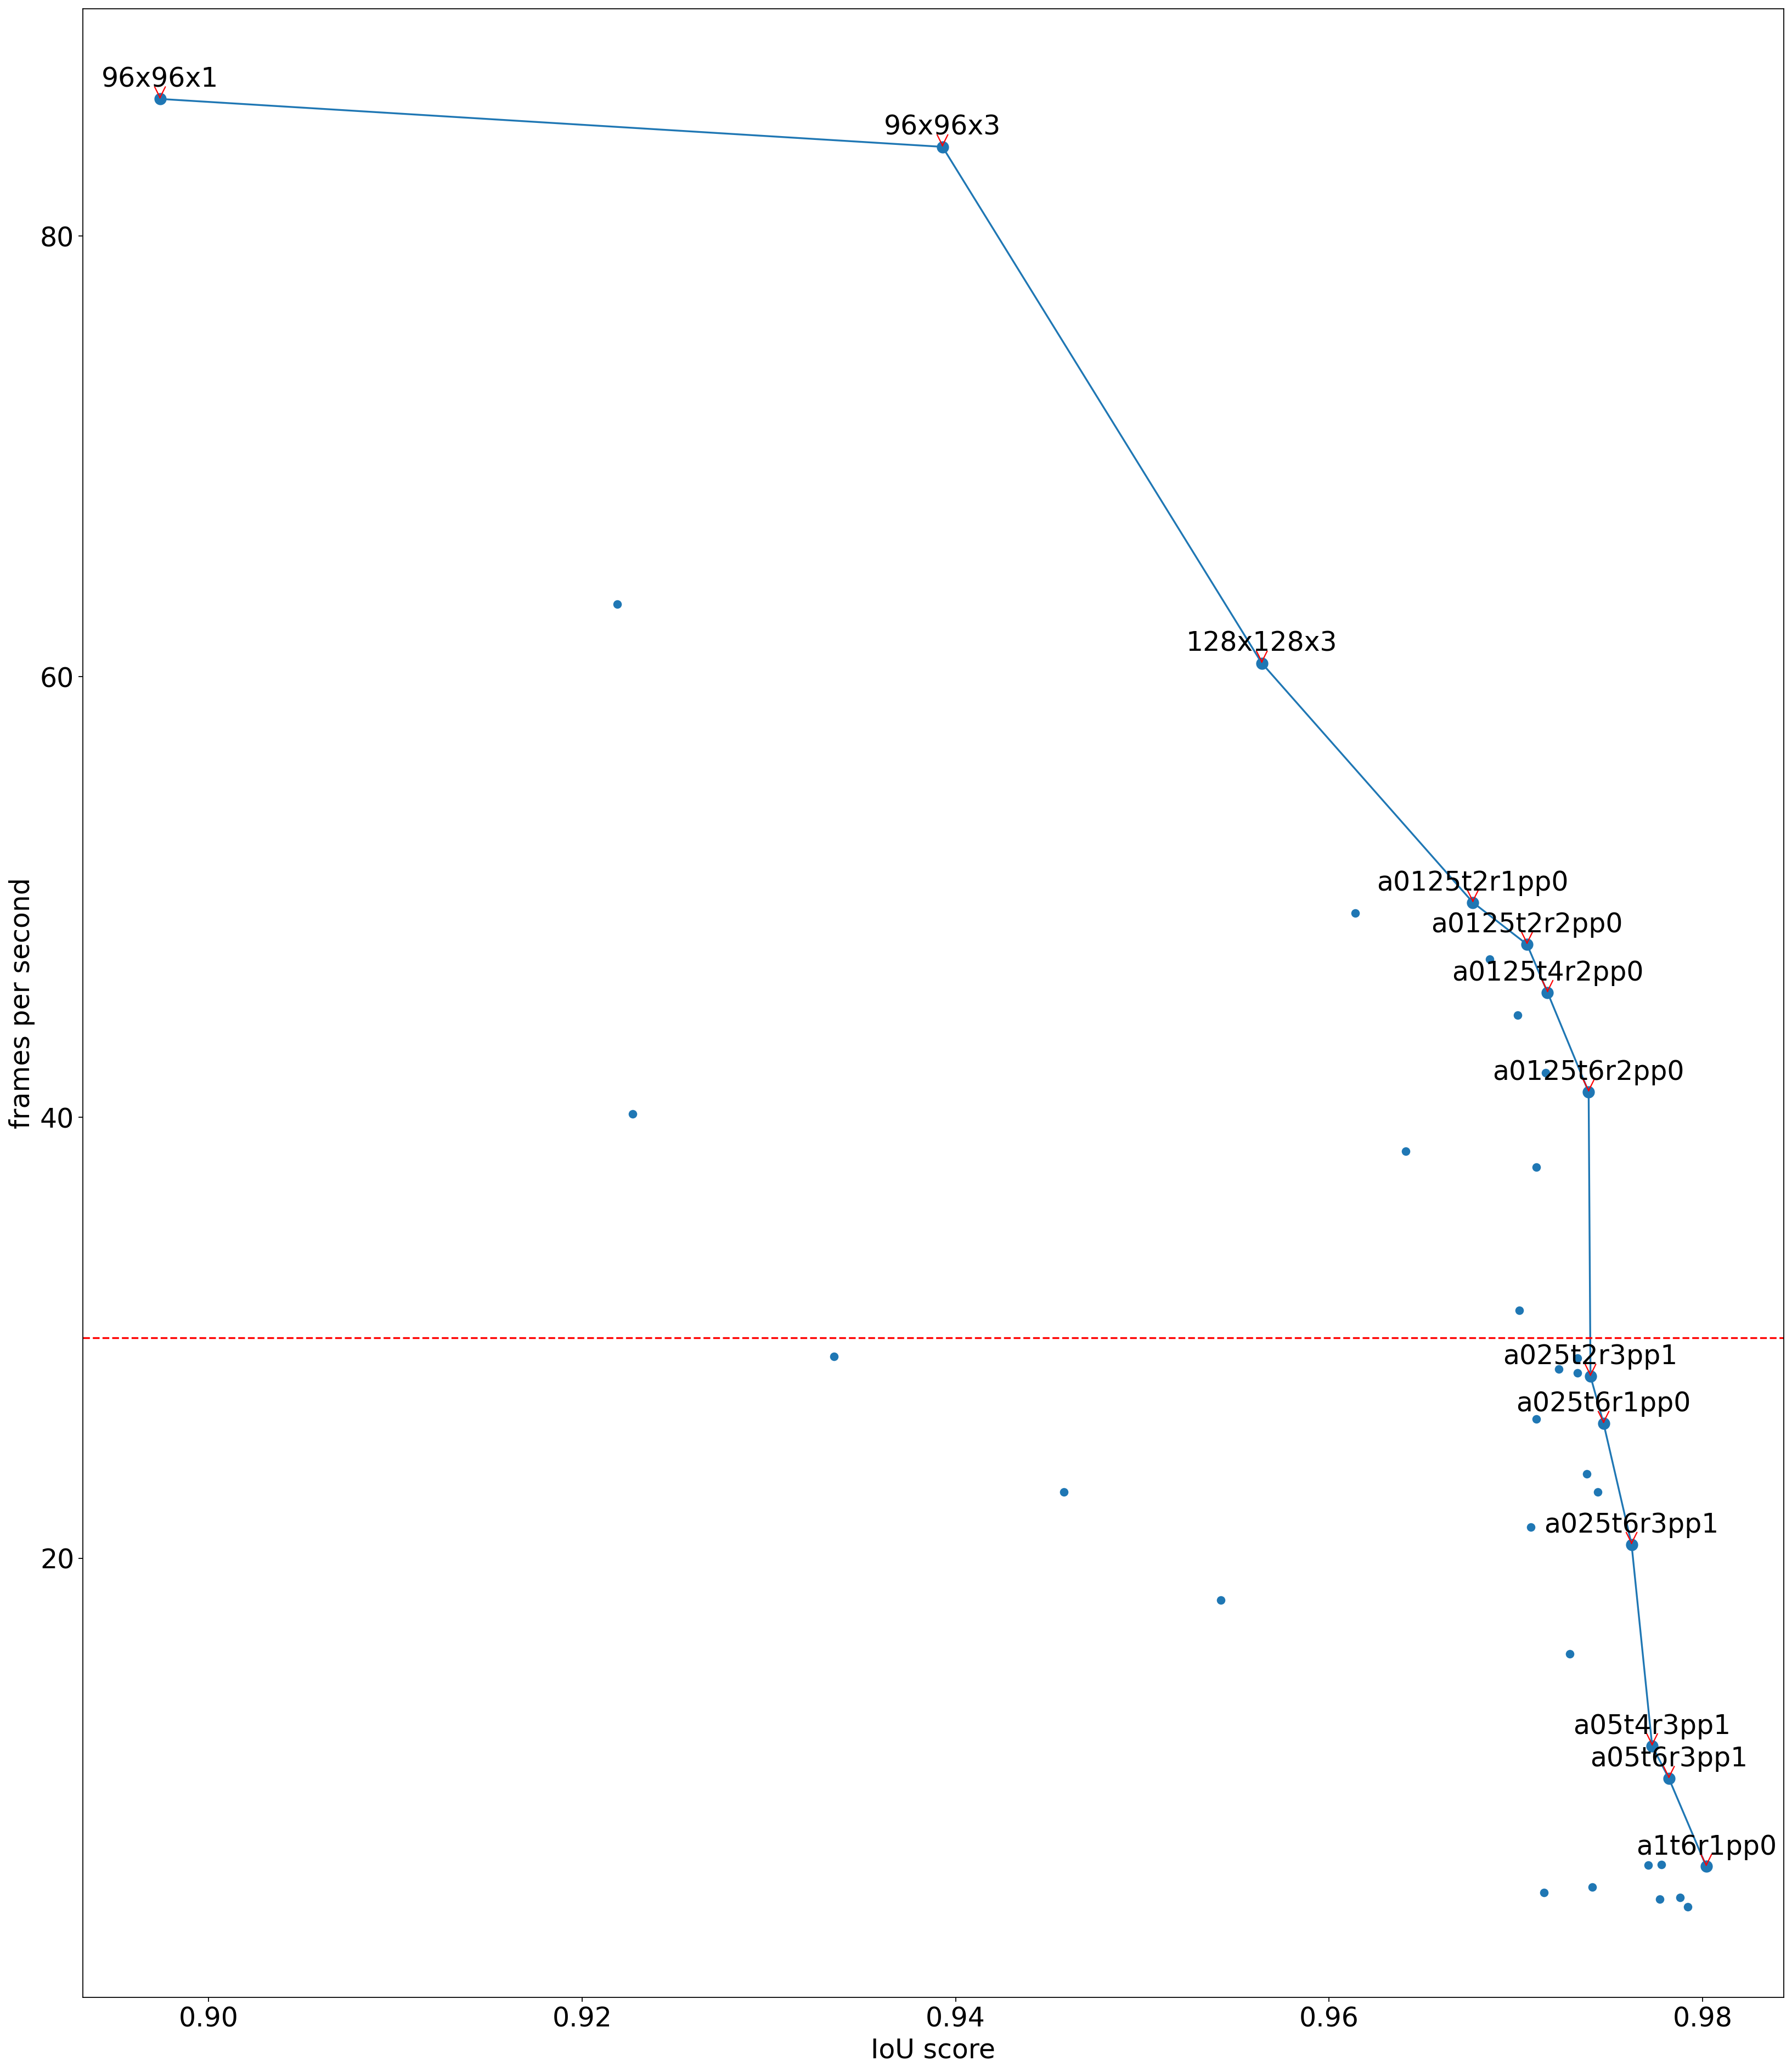 96x96x1
96x96x3
80
128x128x3
60
a0125t2r1pp0
a0125t2r2pp0
a0125t4r2pp0
a0125t6r2pp0
40
frames per second
a025t2r3pp1
a025t6r1pp0
a025t6r3pp1
20
a05t4r3pp1
a05t6r3pp1
a1t6r1pp0
0.90 0.92 0.94 0.96 0.98
IoU score